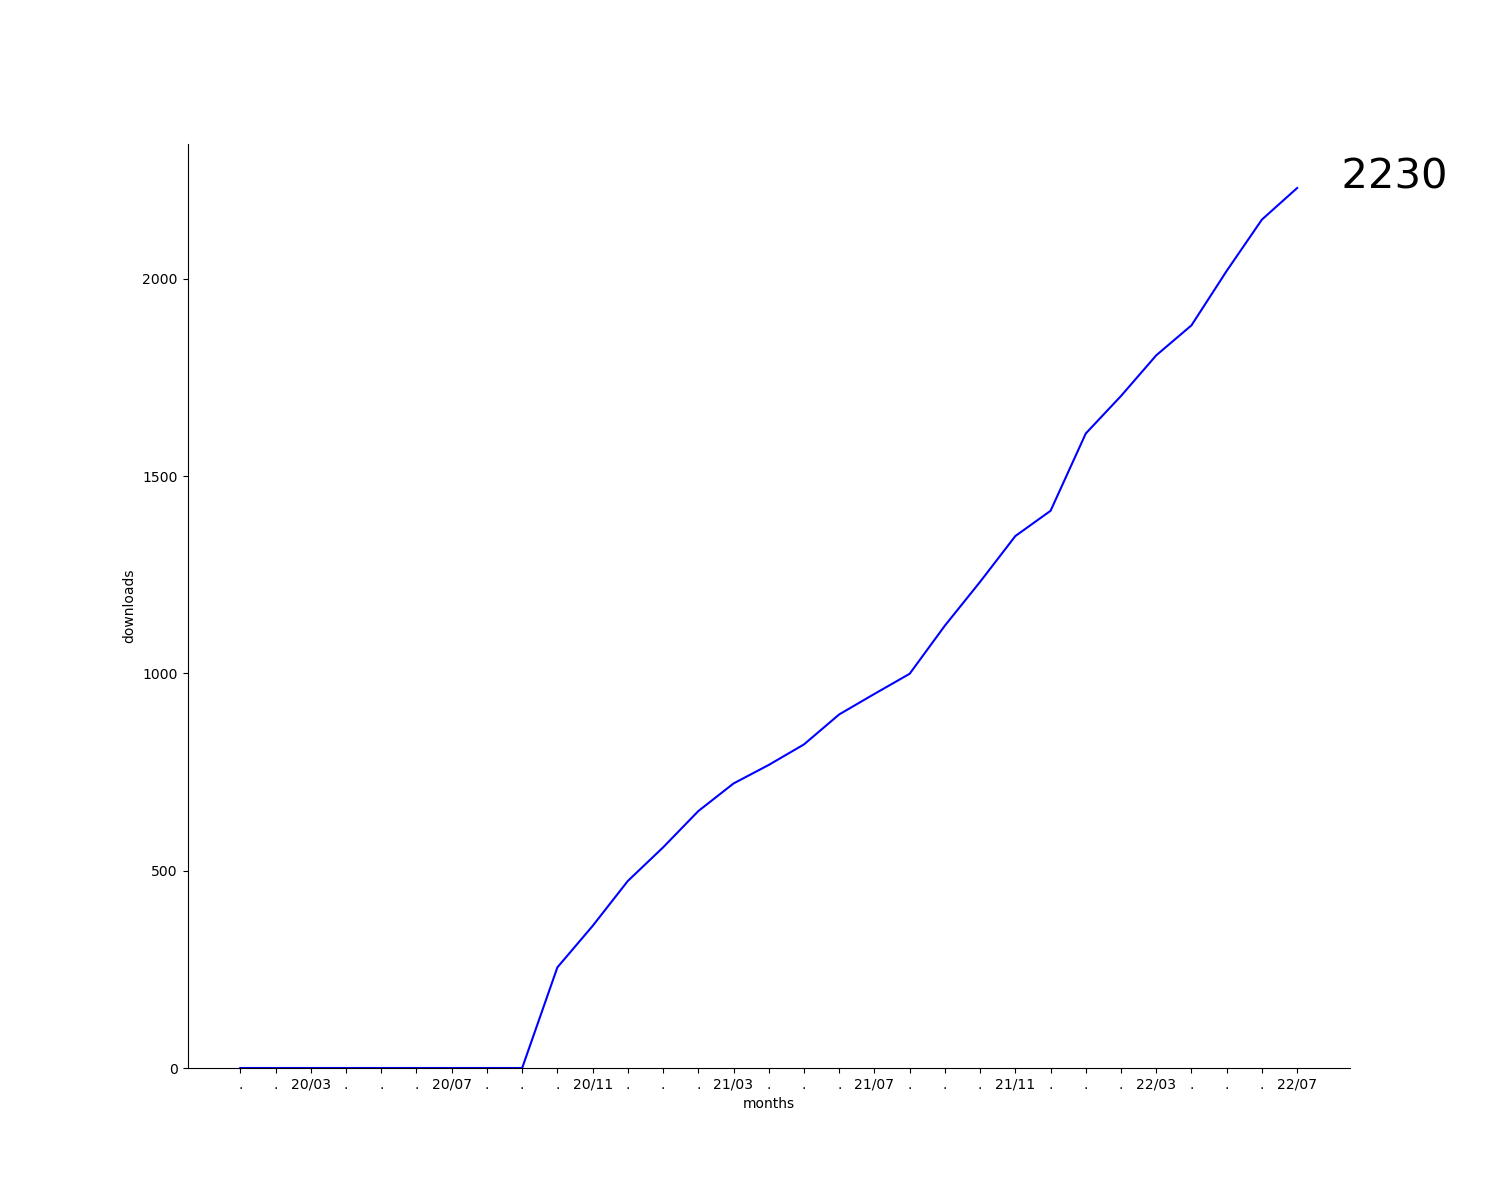 2230
2000
1500
1000
500
0
downloads
. . 20/03 . . . 20/07 . . . 20/11 . . . 21/03 . . . 21/07 . . . 21/11 . . . 22/03 . . . 22/07
months